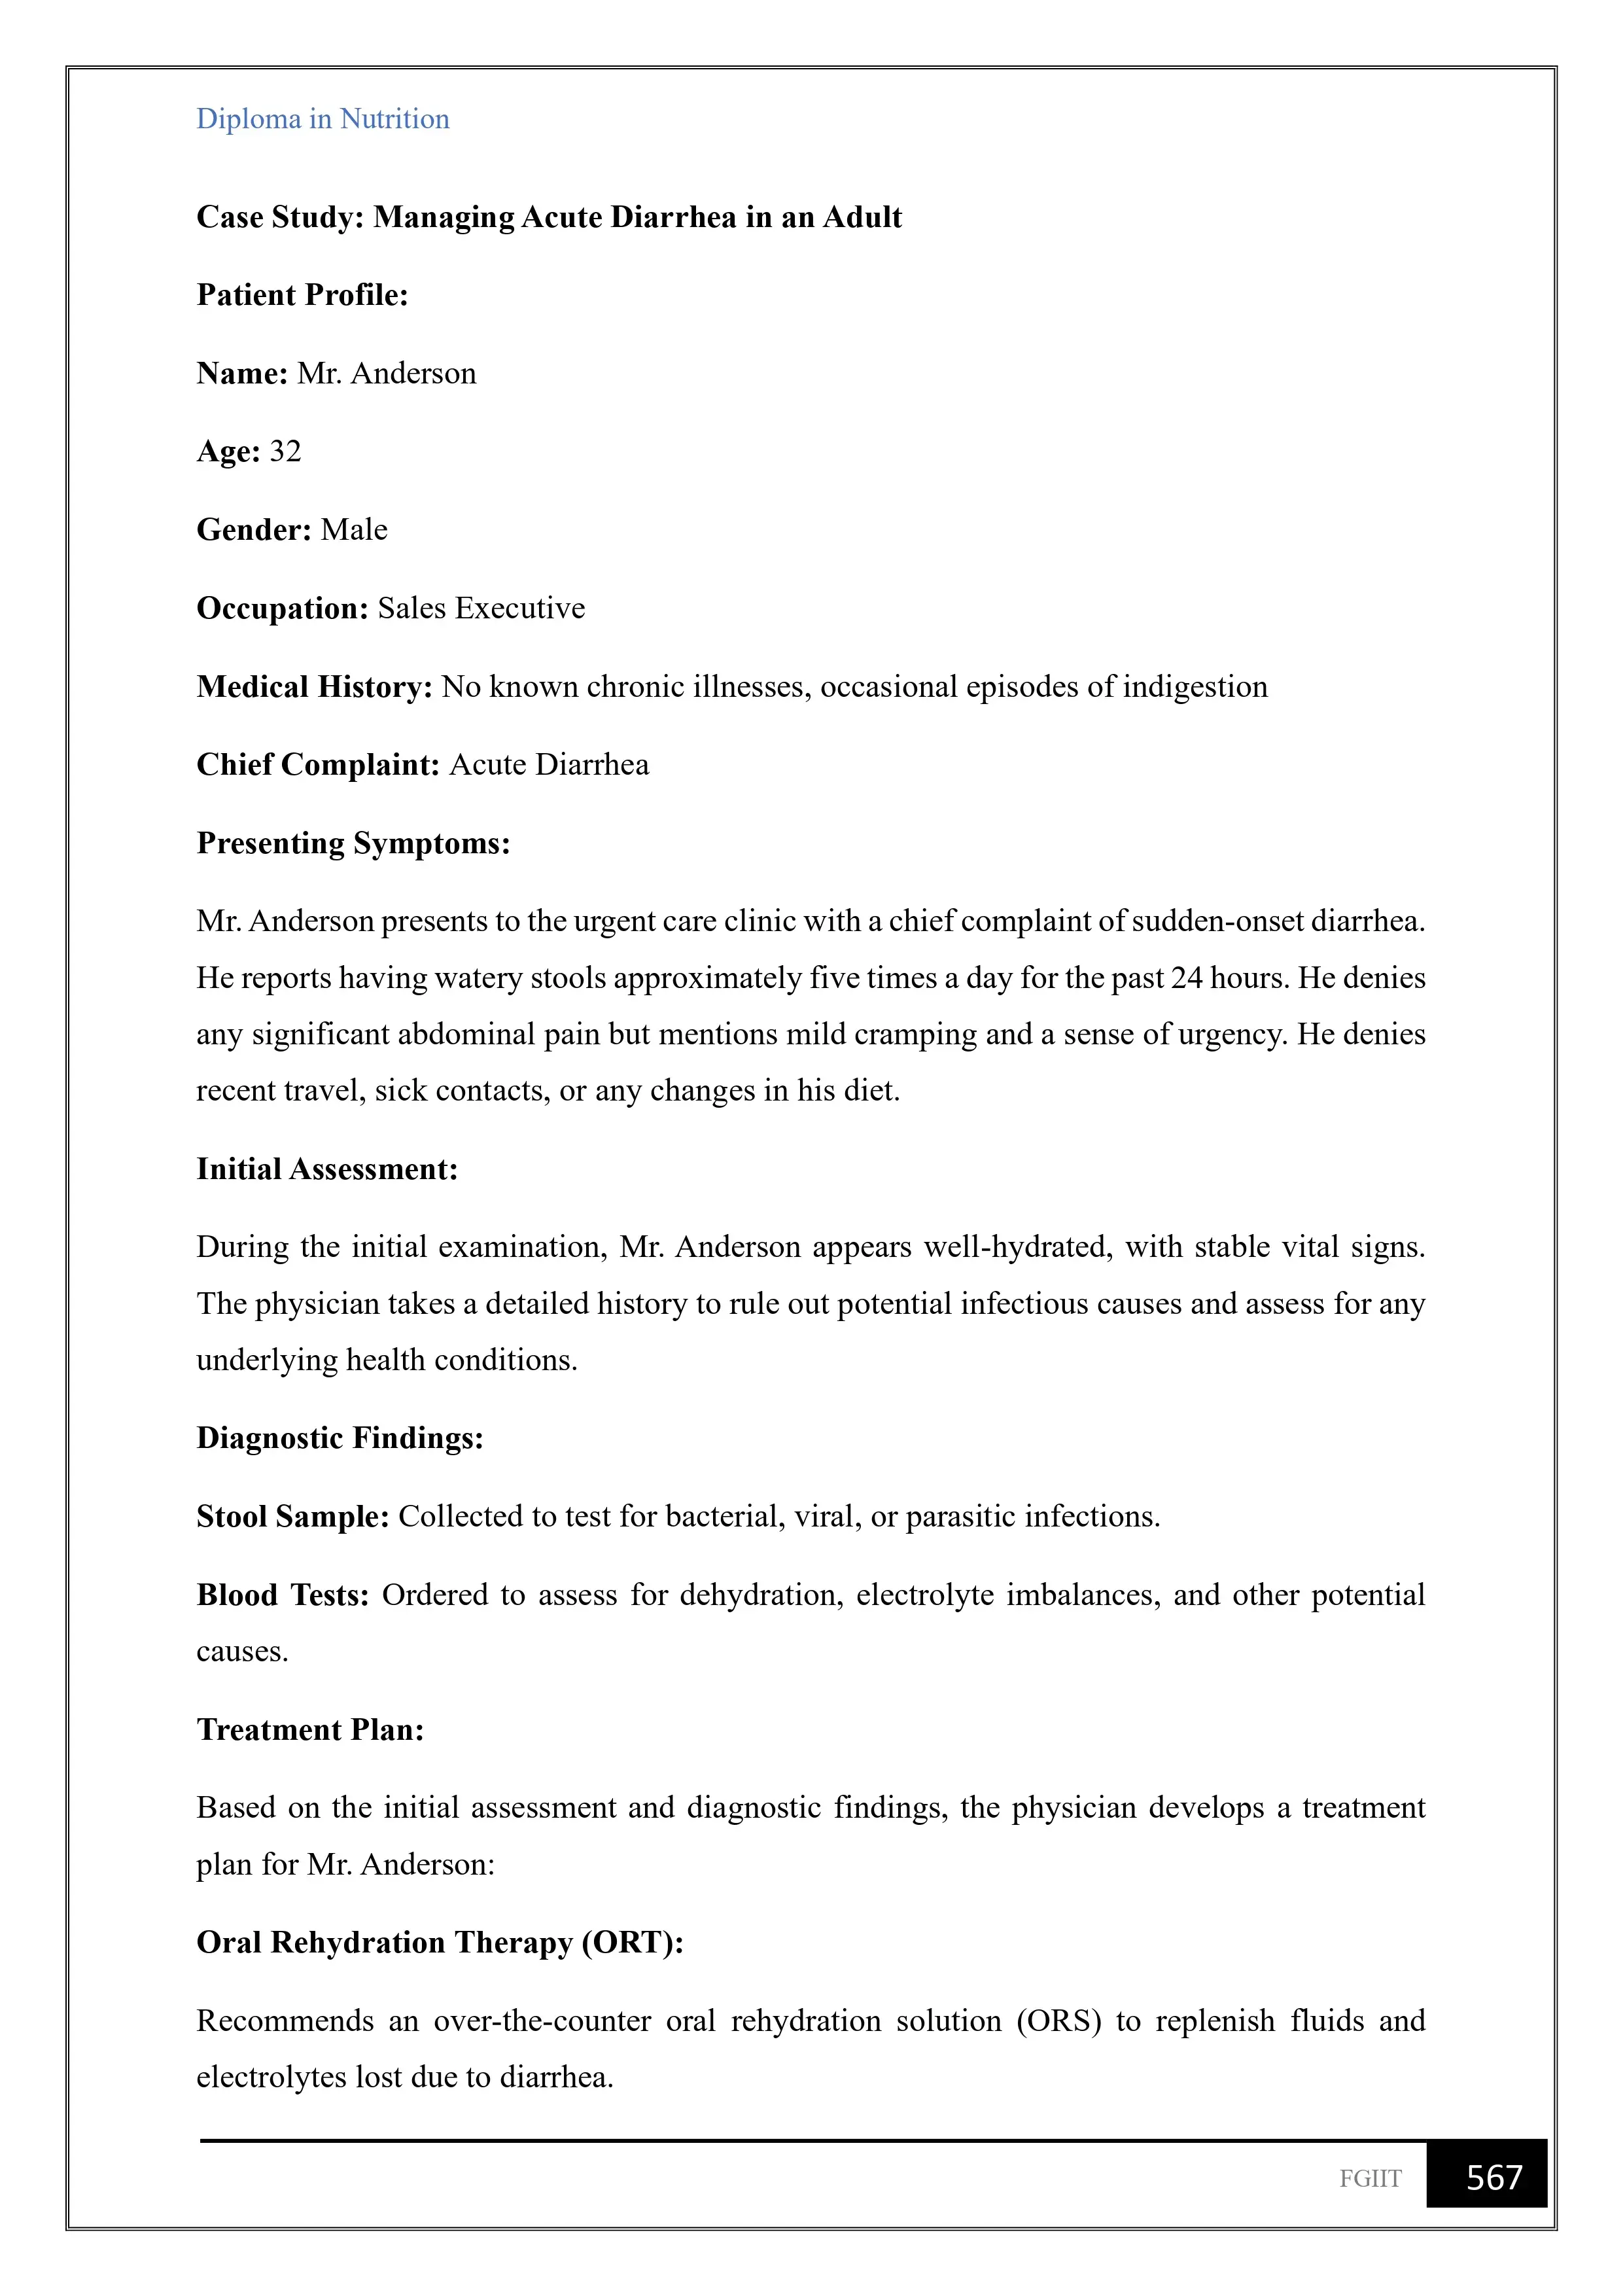 Diploma in Nutrition
Case Study: Managing Acute Diarrhea in an Adult
Patient Profile:
Name: Mr. Anderson
Age: 32
Gender: Male
Occupation: Sales Executive
Medical History: No known chronic illnesses, occasional episodes of indigestion
Chief Complaint: Acute Diarrhea
Presenting Symptoms:
Mr. Anderson presents to the urgent care clinic with a chief complaint of sudden-onset diarrhea.
He reports having watery stools approximately five times a day for the past 24 hours. He denies
any significant abdominal pain but mentions mild cramping and a sense of urgency. He denies
recent travel, sick contacts, or any changes in his diet.
Initial Assessment:
During the initial examination, Mr. Anderson appears well-hydrated, with stable vital signs.
The physician takes a detailed history to rule out potential infectious causes and assess for any
underlying health conditions.
Diagnostic Findings:
Stool Sample: Collected to test for bacterial, viral, or parasitic infections.
Blood Tests: Ordered to assess for dehydration, electrolyte imbalances, and other potential
causes.
Treatment Plan:
Based on the initial assessment and diagnostic findings, the physician develops a treatment
plan for Mr. Anderson:
Oral Rehydration Therapy (ORT):
Recommends an over-the-counter oral rehydration solution (ORS) to replenish fluids and
electrolytes lost due to diarrhea.
FGIIT 567